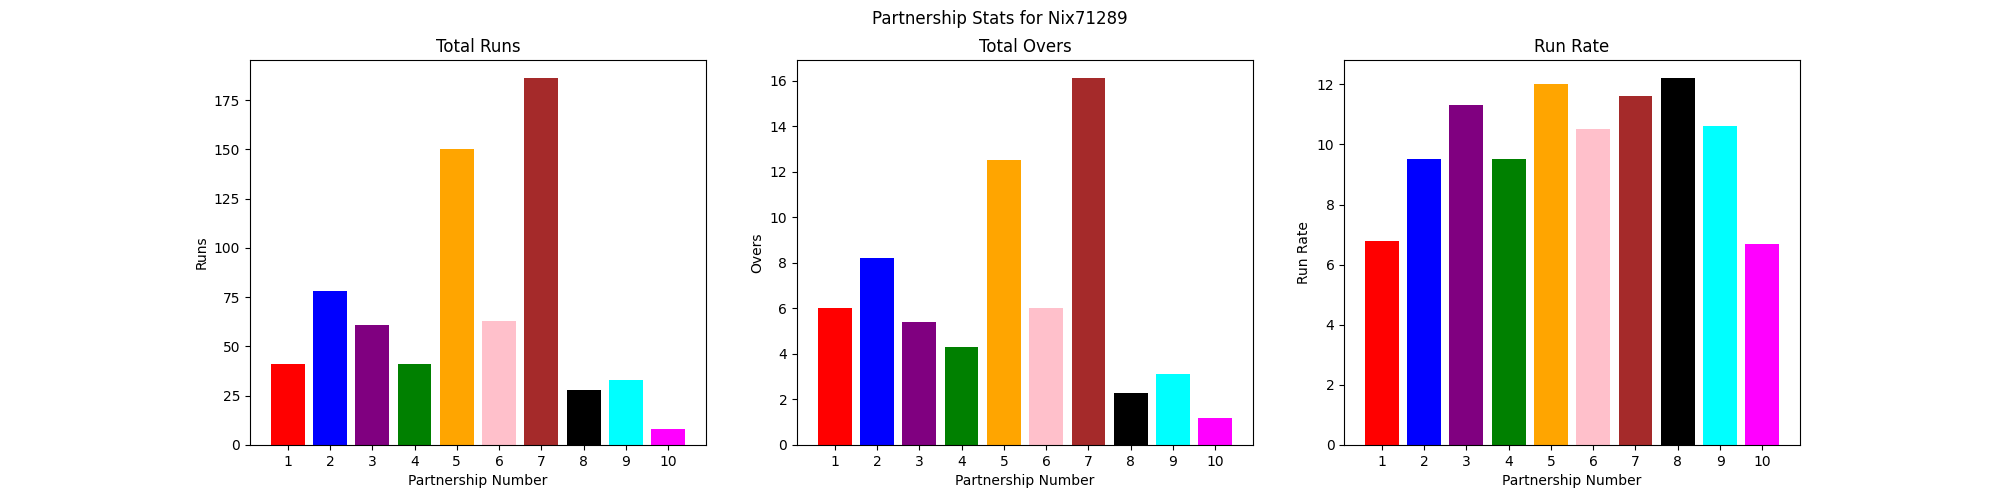 Partnership Stats for Nix71289
Total Runs
Runs
175
150
125
100
75
50
25
0
1 2 3 4 5 6 7 8 9 10
Partnership Number
Total Overs
Overs
16
14
12
10
8
6
4
2
0
1 2 3 4 5 6 7 8 9 10
Partnership Number
Run Rate
Run Rate
12
10
8
6
4
2
0
1 2 3 4 5 6 7 8 9 10
Partnership Number